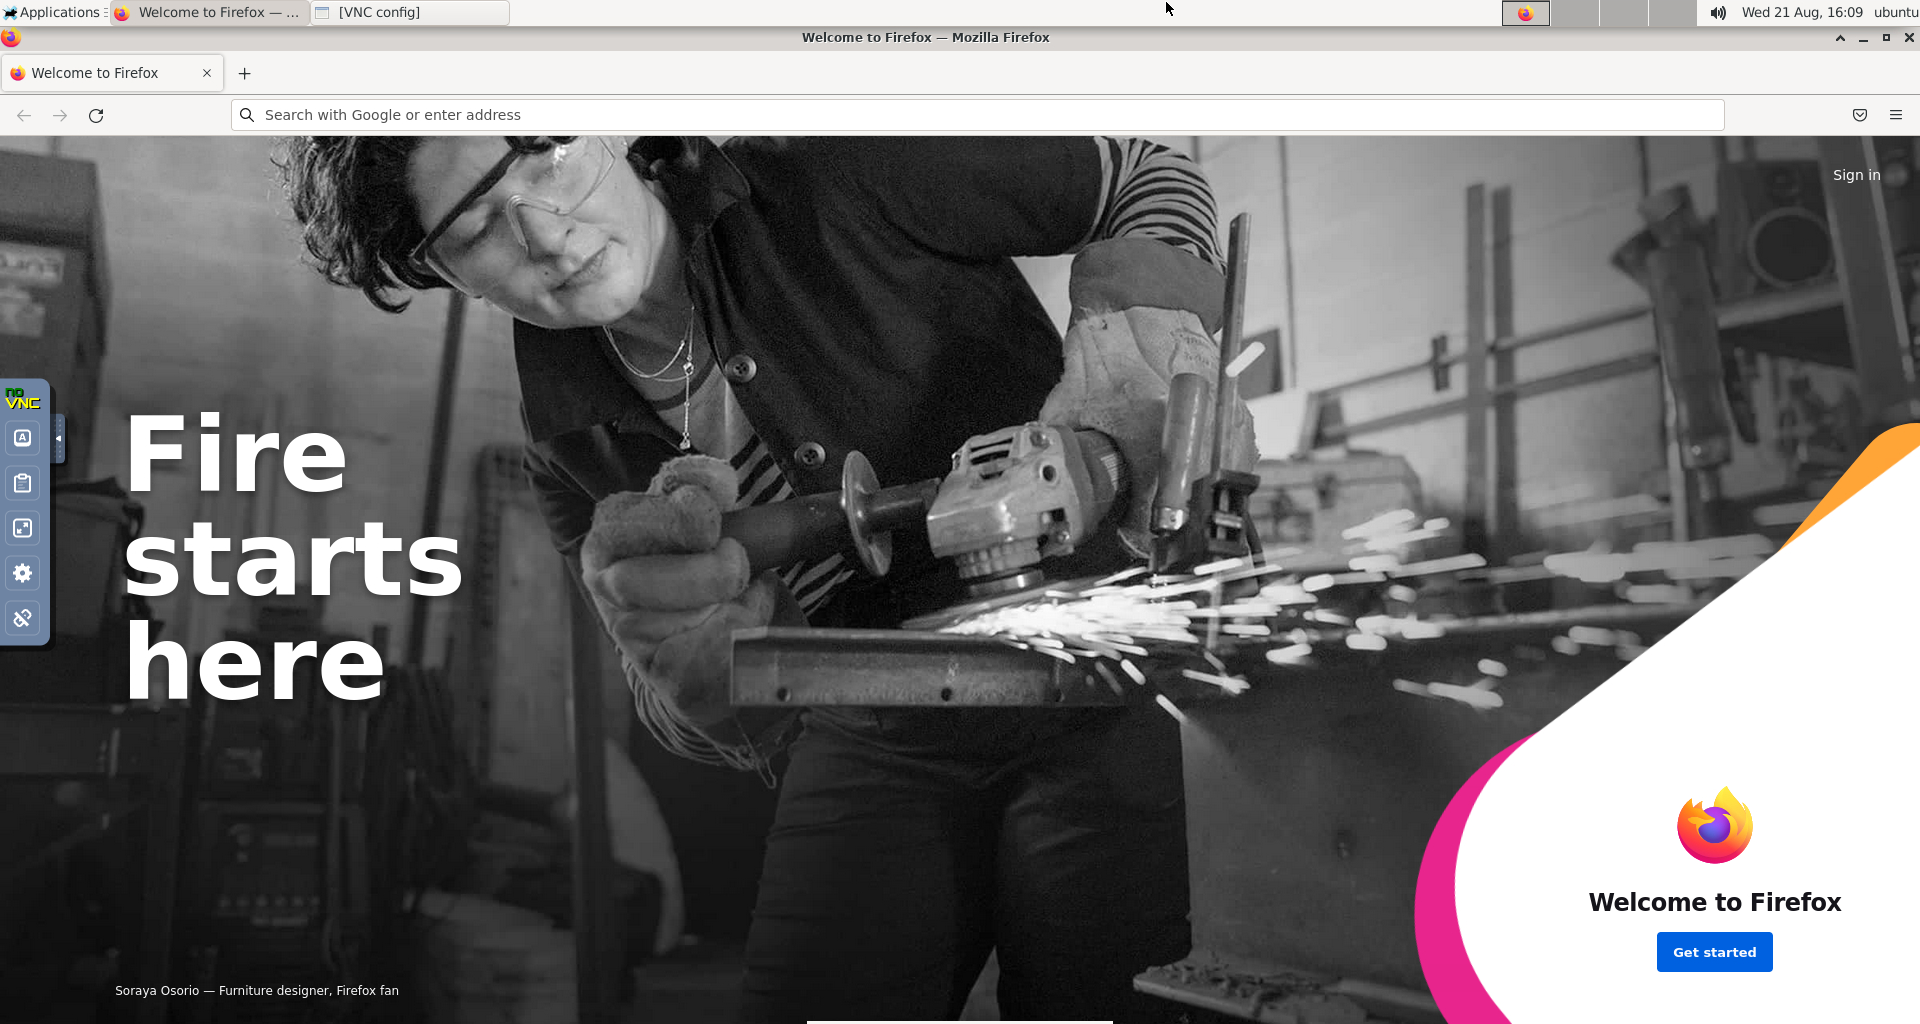 Applications
Welcome to Firefox — ...
[VNC config]
Wed 21 Aug, 16:09
ubuntu
Welcome to Firefox — Mozilla Firefox
Welcome to Firefox
Search with Google or enter address
Sign in
no
VNC
A
Fire
starts
here
Welcome to Firefox
Get started
Soraya Osorio — Furniture designer, Firefox fan